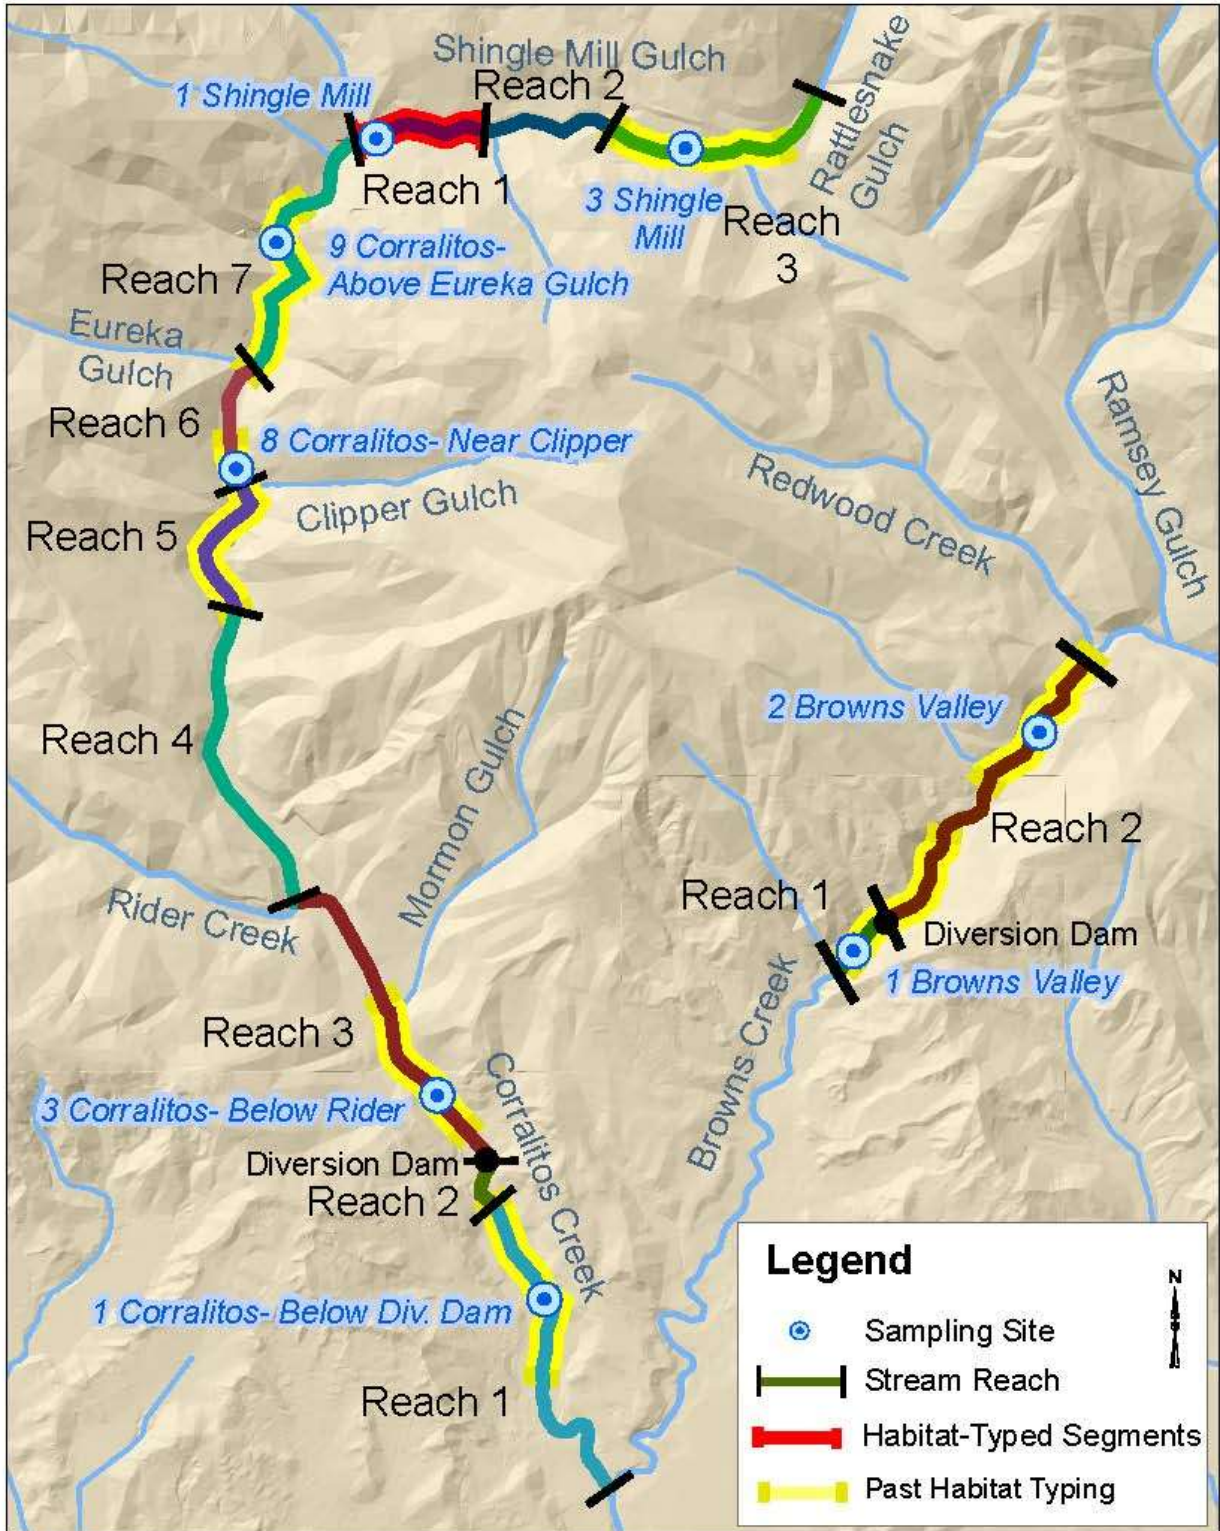 Shingle Mill Gulch
Reach 2
1 Shingle Mill
Rattlesnake
Gulch
Reach 1
3 Shingle
Mill
Reach
3
9 Corralitos-
Above Eureka Gulch
Reach 7
Eureka
Gulch
Reach 6
8 Corralitos- Near Clipper
Clipper Gulch
Reach 5
Redwood Creek
Ramsey Gulch
Reach 4
2 Browns Valley
Mormon Gulch
Reach 2
Reach 1
Rider Creek
Diversion Dam
1 Browns Valley
Browns Creek
Reach 3
3 Corralitos- Below Rider
Corralitos Creek
Diversion Dam
Reach 2
1 Corralitos- Below Div. Dam
Reach 1
Legend
N
Sampling Site
Stream Reach
Habitat-Typed Segments
Past Habitat Typing